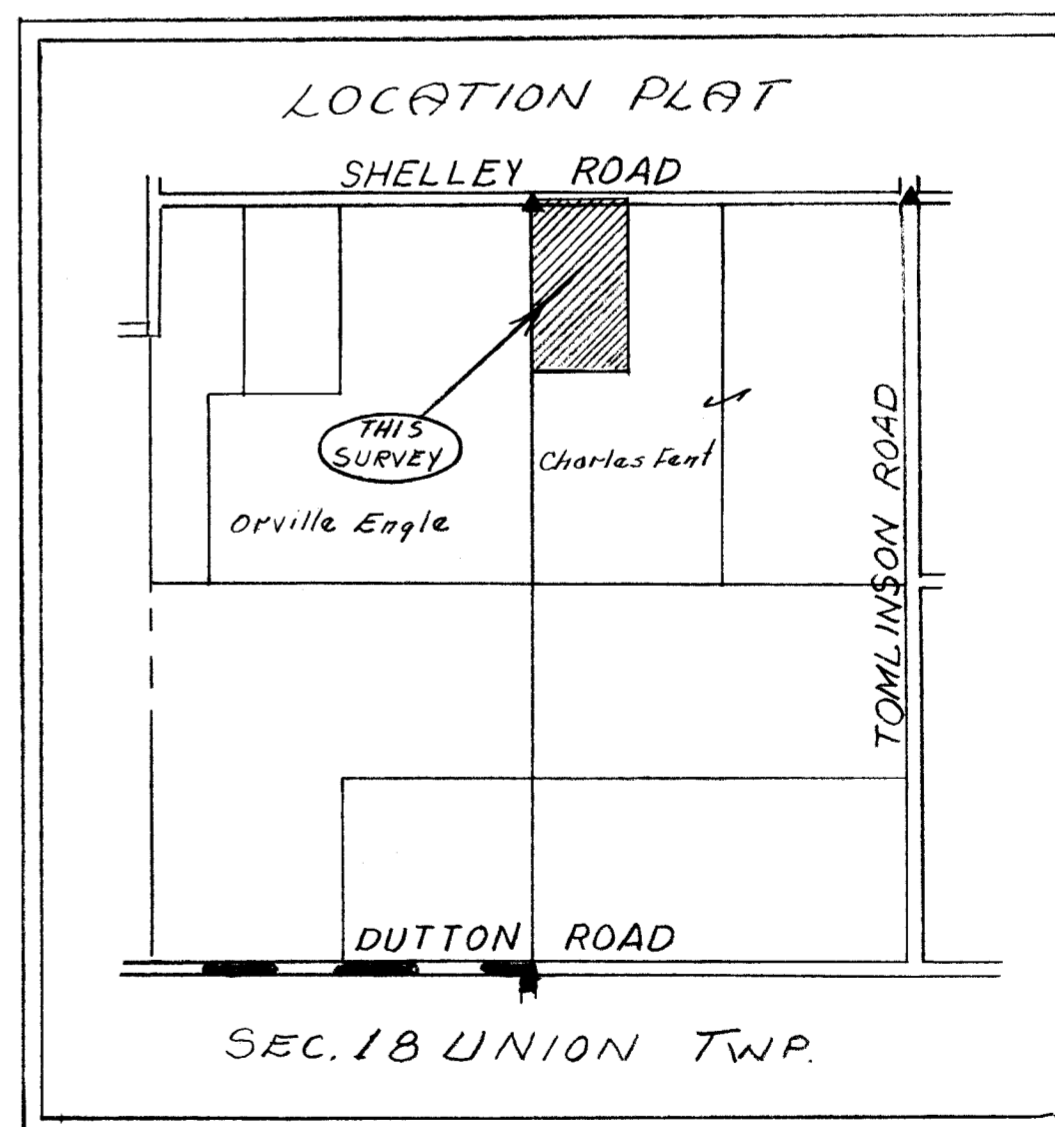 LOCATION PLAT
SHELLEY ROAD
THIS
SURVEY
Charles Fent
Orville Engle
TOMLINSON ROAD
DUTTON ROAD
SEC. 18 UNION TWP.